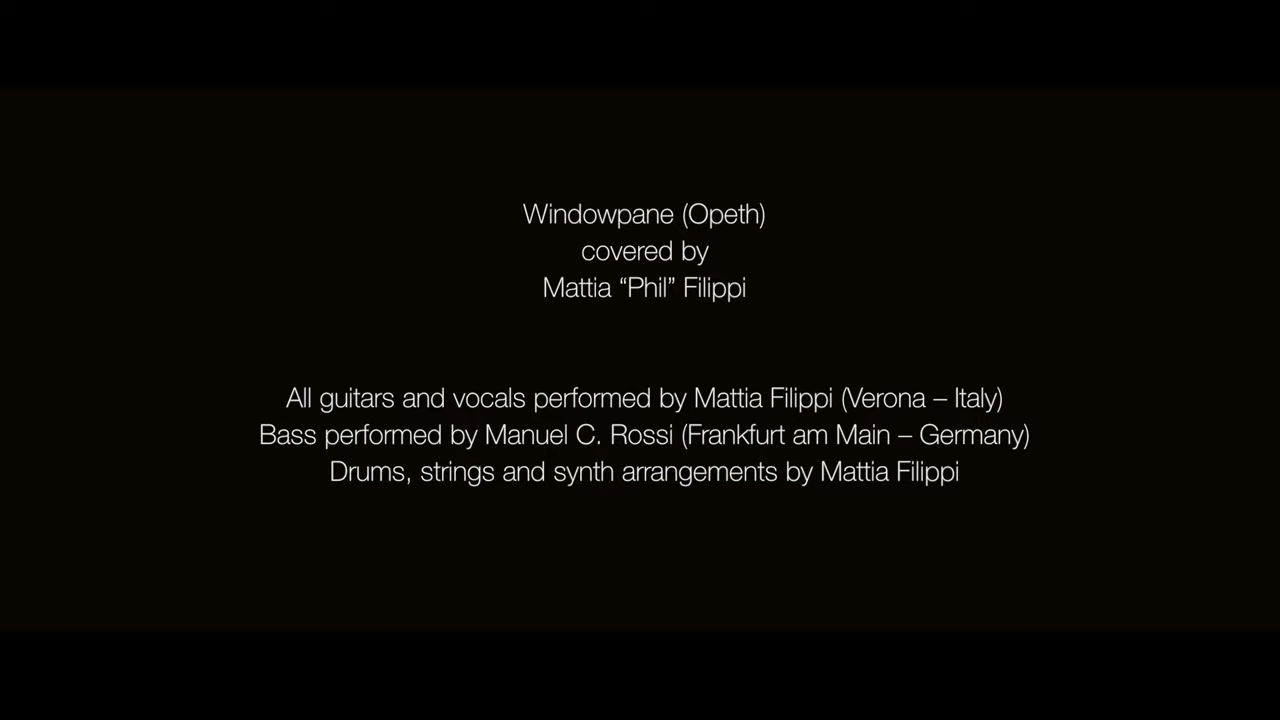 Windowpane (Opeth)
covered by
Mattia “Phil” Filippi
All guitars and vocals performed by Mattia Filippi (Verona – Italy)
Bass performed by Manuel C. Rossi (Frankfurt am Main – Germany)
Drums, strings and synth arrangements by Mattia Filippi